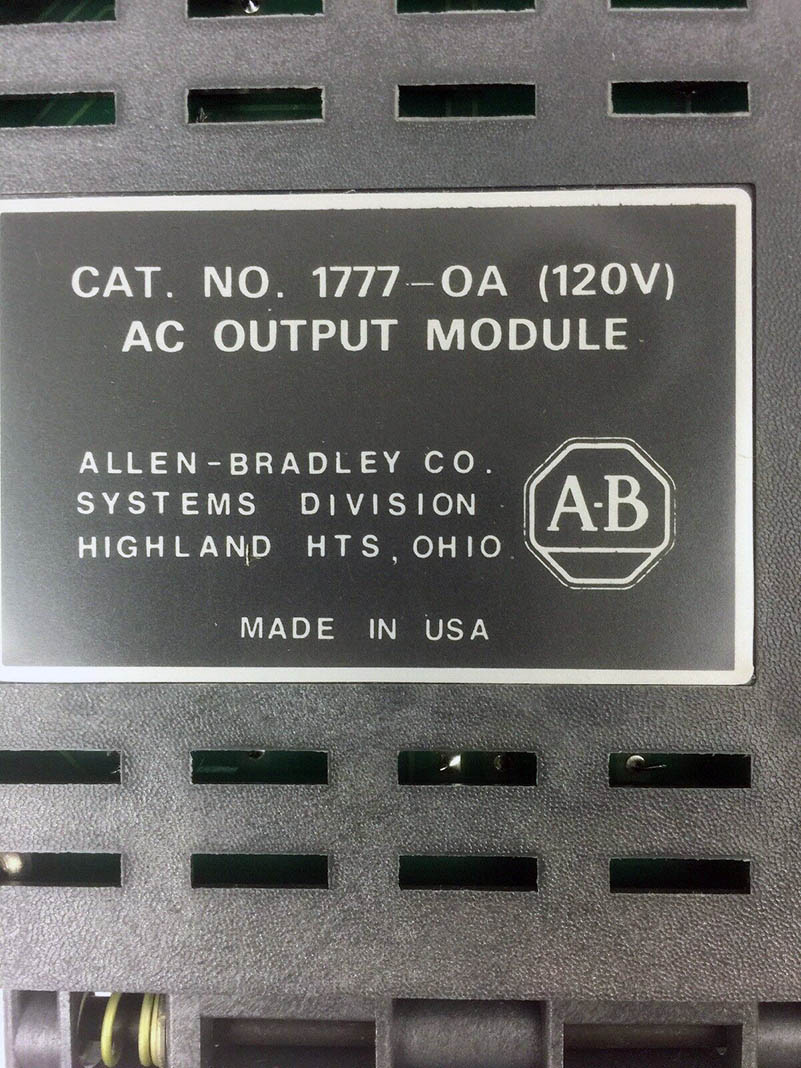 CAT. NO. 1777-OA (120V)
AC OUTPUT MODULE
ALLEN-BRADLEY CO.
SYSTEMS DIVISION
HIGHLAND HTS, OHIO
A-B
MADE IN USA